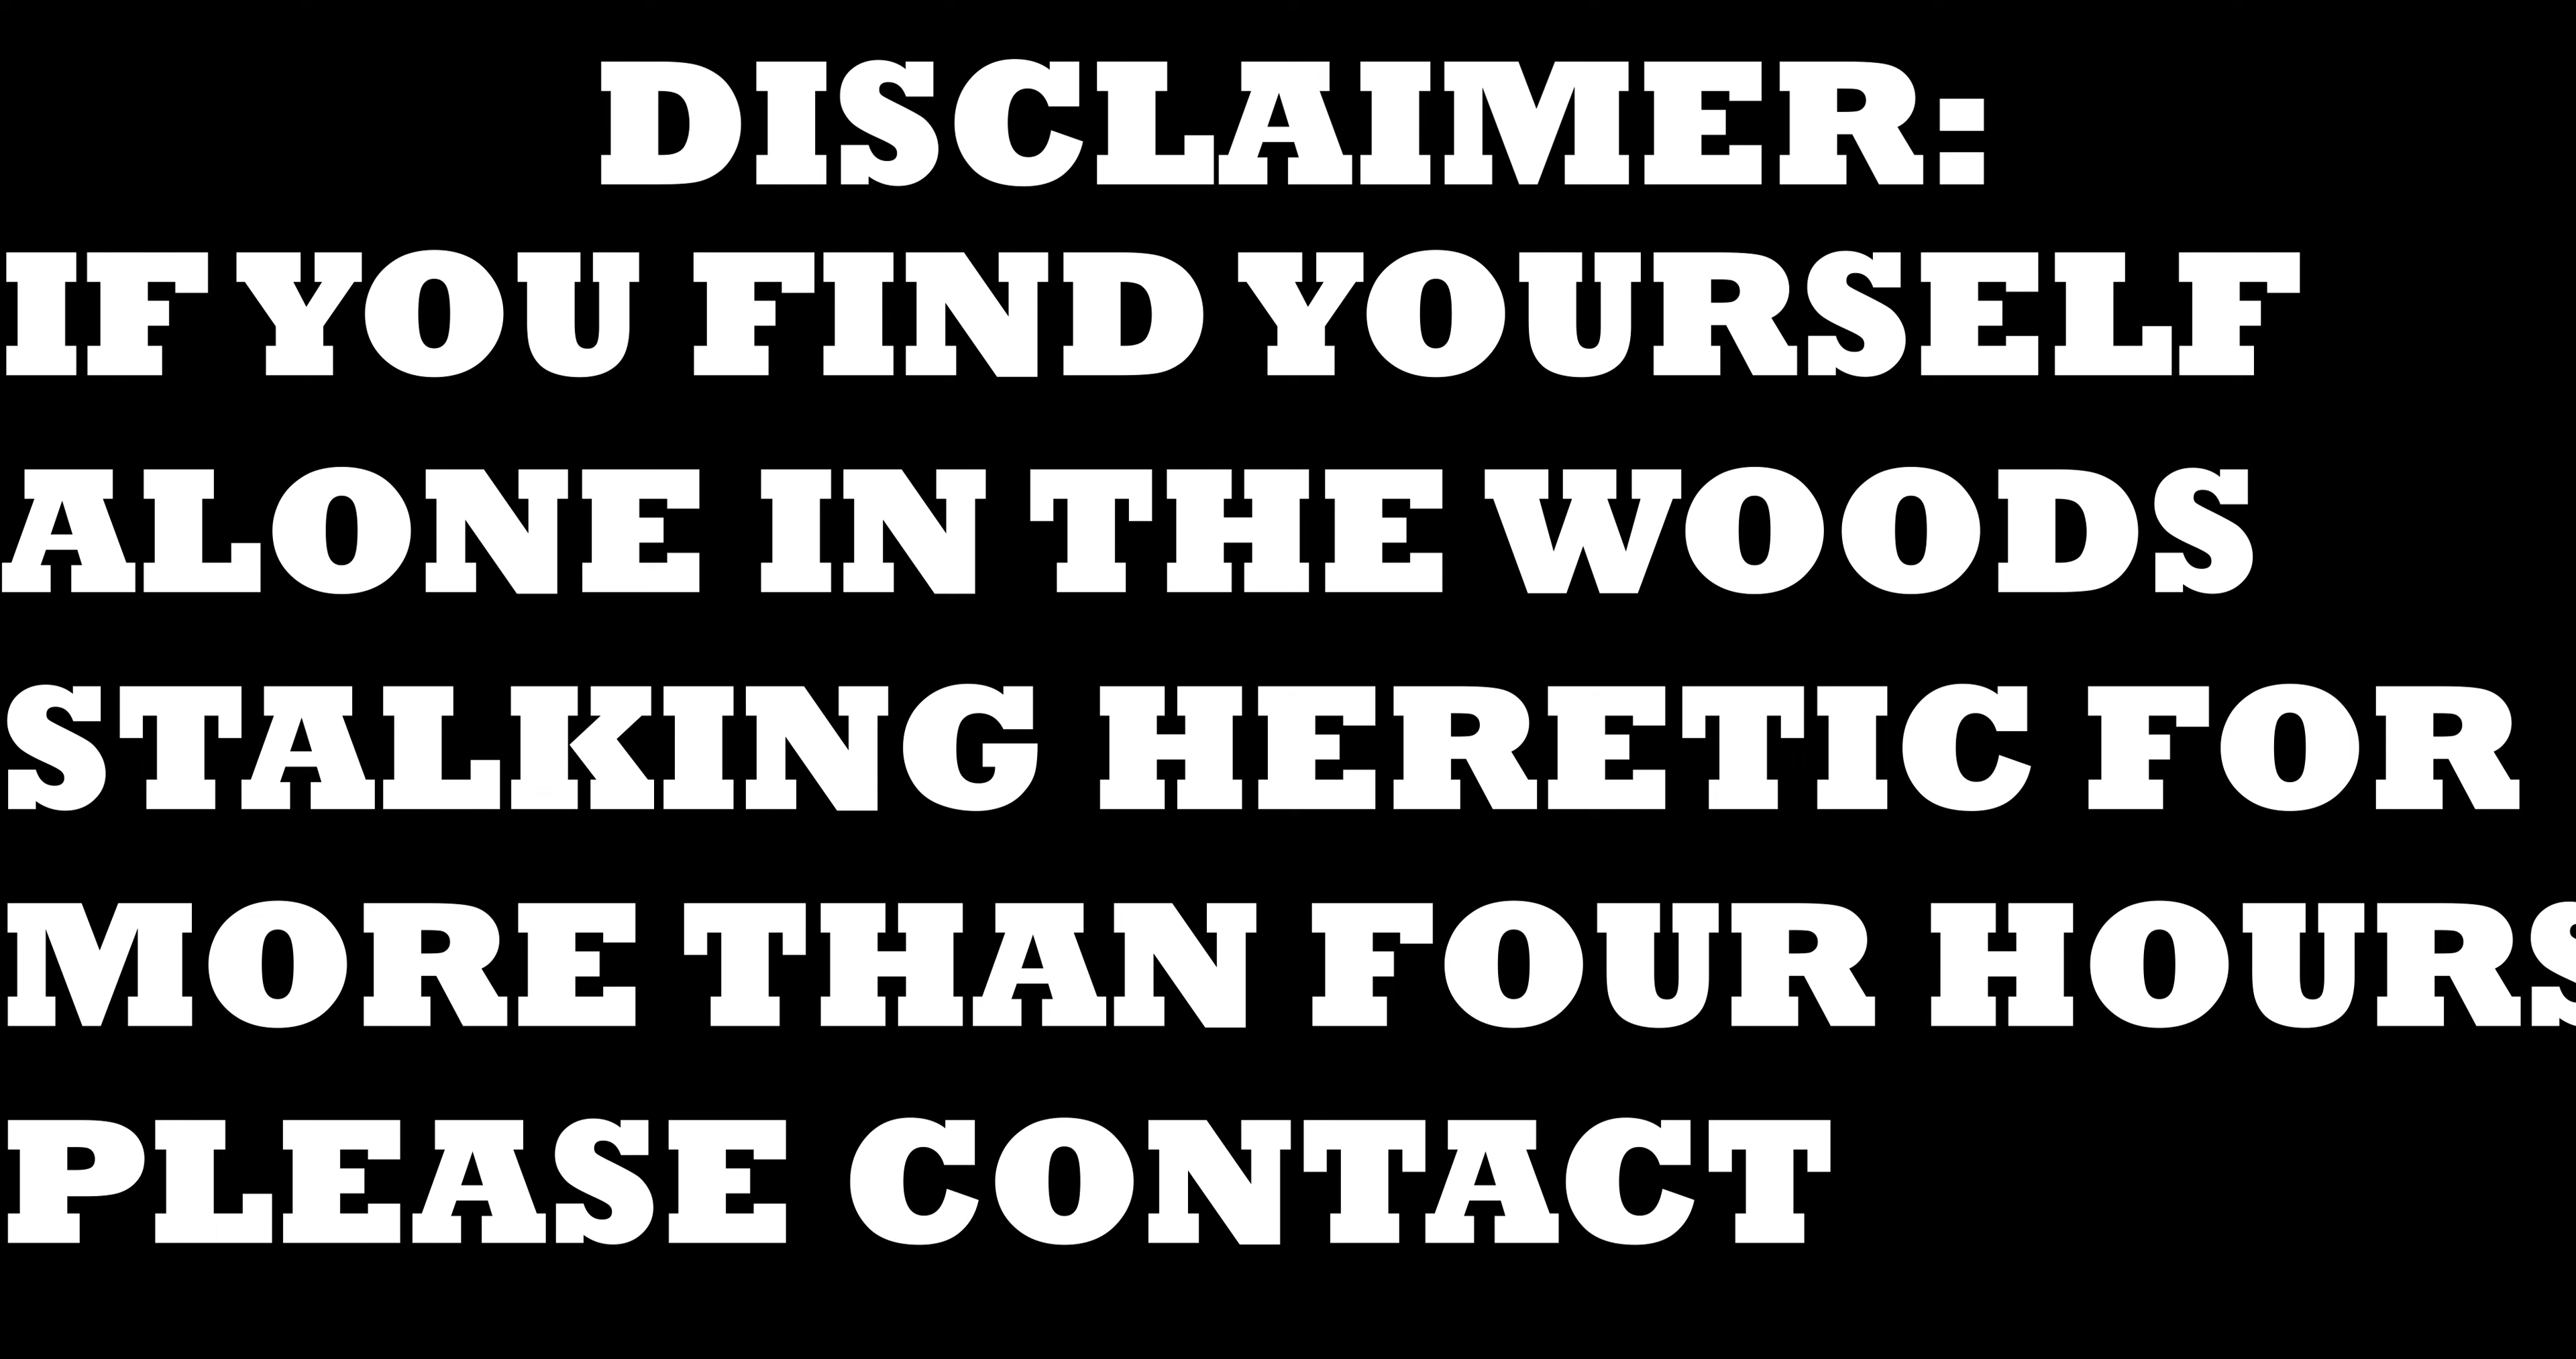 DISCLAIMER:
IF YOU FIND YOURSELF
ALONE IN THE WOODS
STALKING HERETIC FOR
MORE THAN FOUR HOURS
PLEASE CONTACT